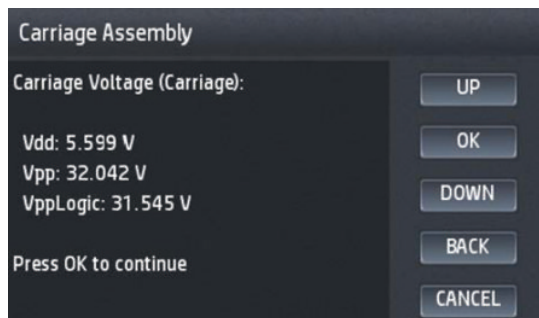 Carriage Assembly
Carriage Voltage (Carriage):
Vdd: 5.599 V
Vpp: 32.042 V
VppLogic: 31.545 V
Press OK to continue
UP
OK
DOWN
BACK
CANCEL